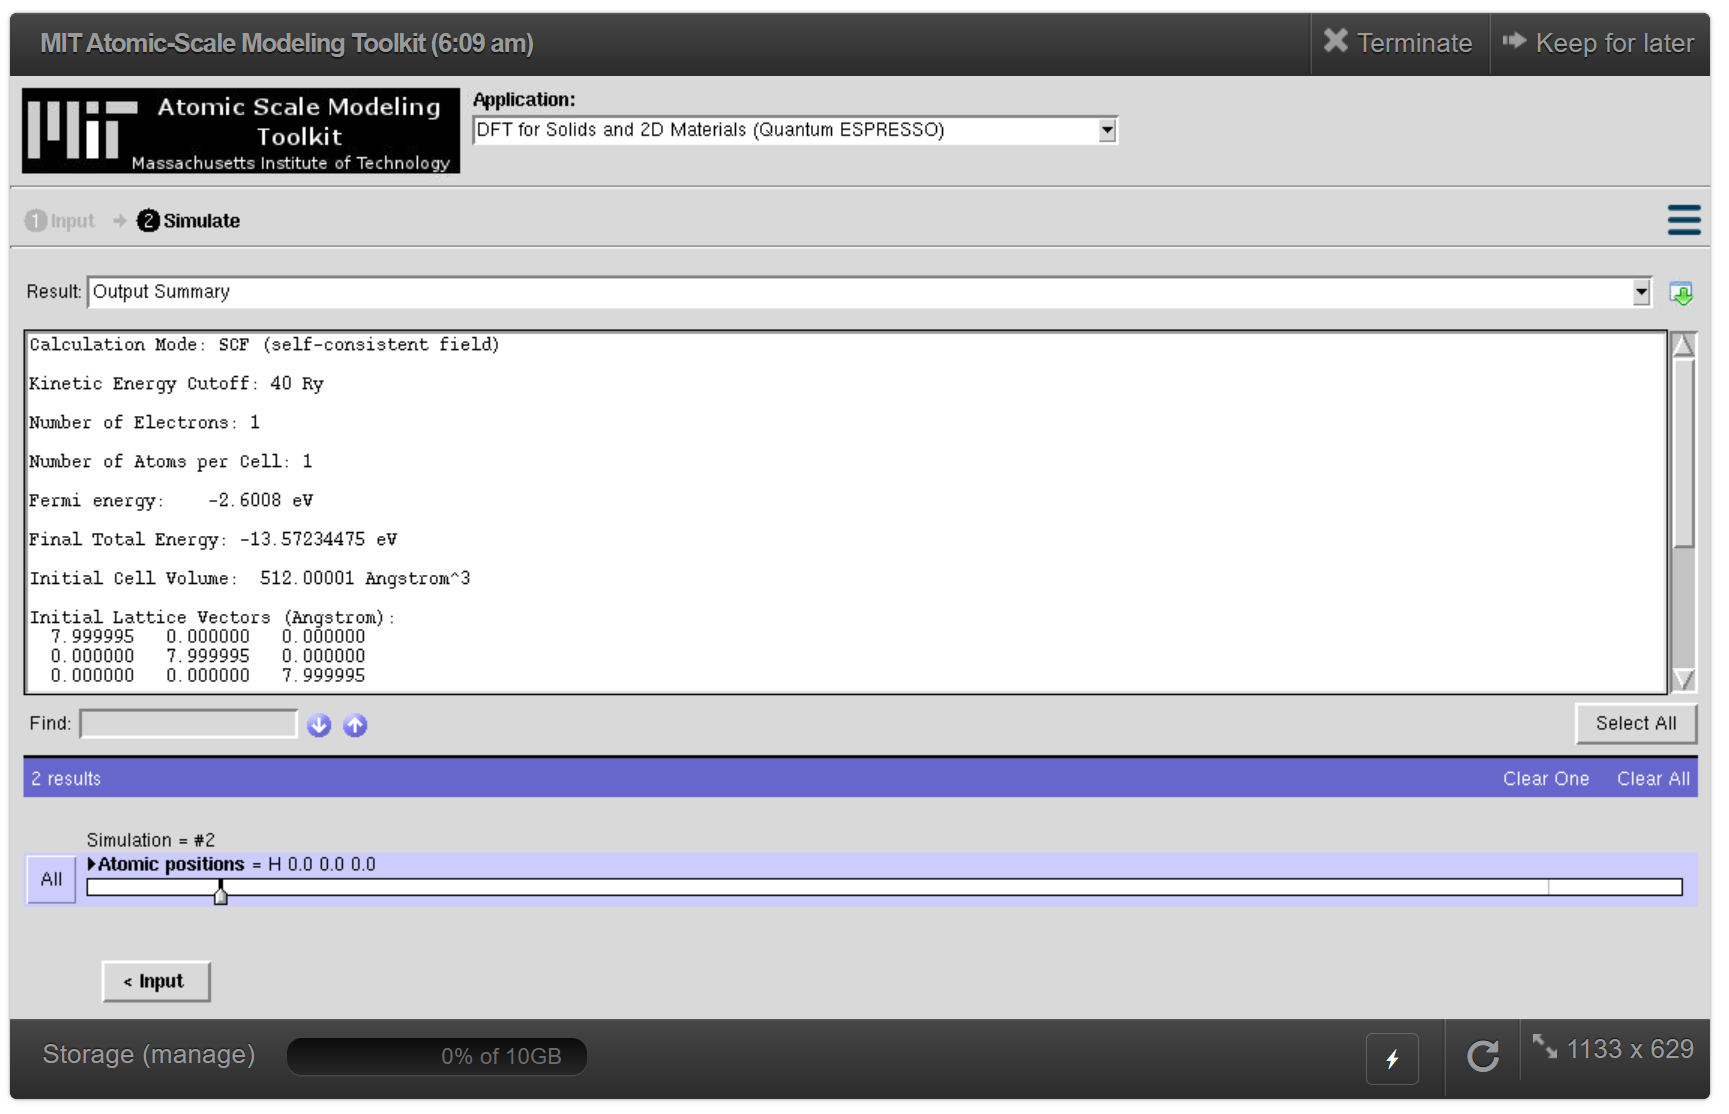 MIT Atomic-Scale Modeling Toolkit (6:09 am)
Terminate
Keep for later
MIT
Atomic Scale Modeling
Toolkit
Massachusetts Institute of Technology
Application:
DFT for Solids and 2D Materials (Quantum ESPRESSO)
1 Input → 2 Simulate
Result: Output Summary
Calculation Mode: SCF (self-consistent field)
Kinetic Energy Cutoff: 40 Ry
Number of Electrons: 1
Number of Atoms per Cell: 1
Fermi energy:    -2.6008 eV
Final Total Energy: -13.57234475 eV
Initial Cell Volume:  512.00001 Angstrom^3
Initial Lattice Vectors (Angstrom):
7.999995   0.000000   0.000000
0.000000   7.999995   0.000000
0.000000   0.000000   7.999995
Find:
Select All
2 results
Clear One
Clear All
Simulation = #2
All
Atomic positions = H 0.0 0.0 0.0
< Input
Storage (manage)
0% of 10GB
1133 x 629